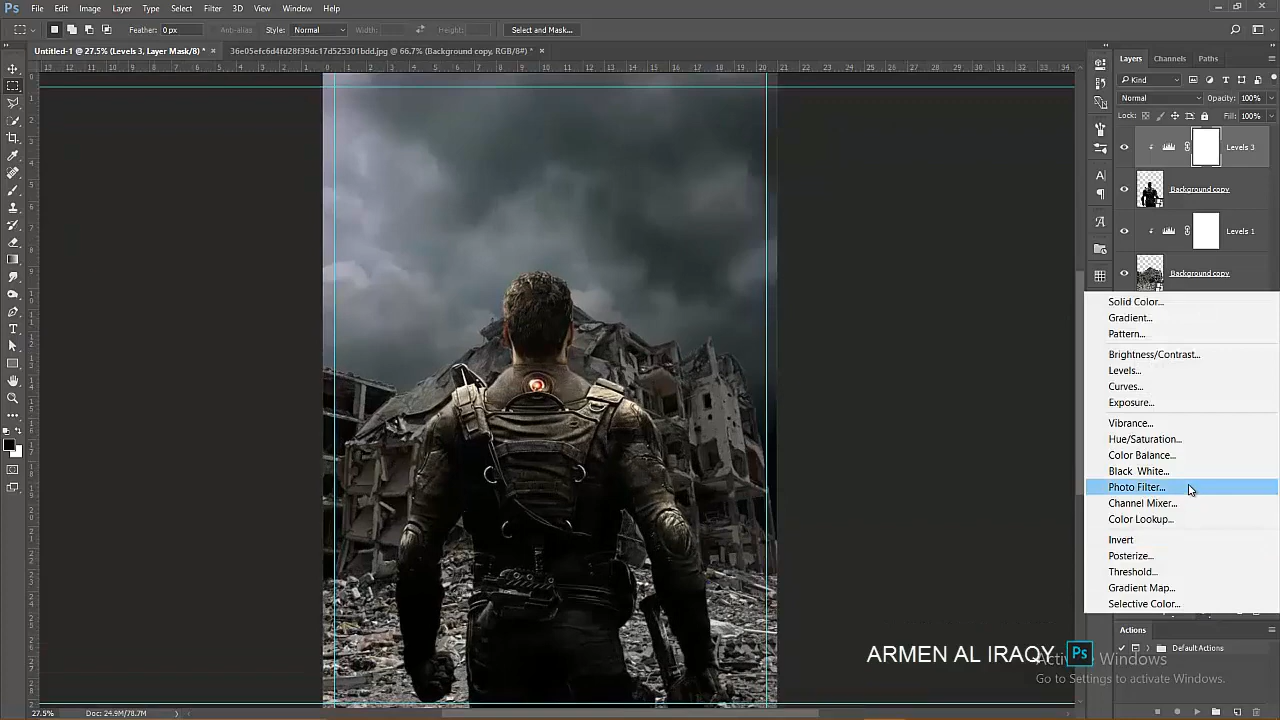 Ps File Edit Image Layer Type Select Filter 3D View Window Help
Feather: 0 px Anti-alias Style: Normal Width: Height: Select and Mask...
Untitled-1 @ 27.5% (Levels 3, Layer Mask/8) * ×
36e05efc6d4fd28f39dc17d525301bdd.jpg @ 66.7% (Background copy, RGB/8#) * ×
Layers Channels Paths
Kind
Normal Opacity: 100%
Lock: Fill: 100%
Levels 3
Background copy
Levels 1
Background copy
Solid Color...
Gradient...
Pattern...
Brightness/Contrast...
Levels...
Curves...
Exposure...
Vibrance...
Hue/Saturation...
Color Balance...
Black White...
Photo Filter...
Channel Mixer...
Color Lookup...
Invert
Posterize...
Threshold...
Gradient Map...
Selective Color...
Actions
Default Actions
ARMEN AL IRAQY Ps
Activate Windows
Go to Settings to activate Windows.
27.5% Doc: 24.9M/78.7M